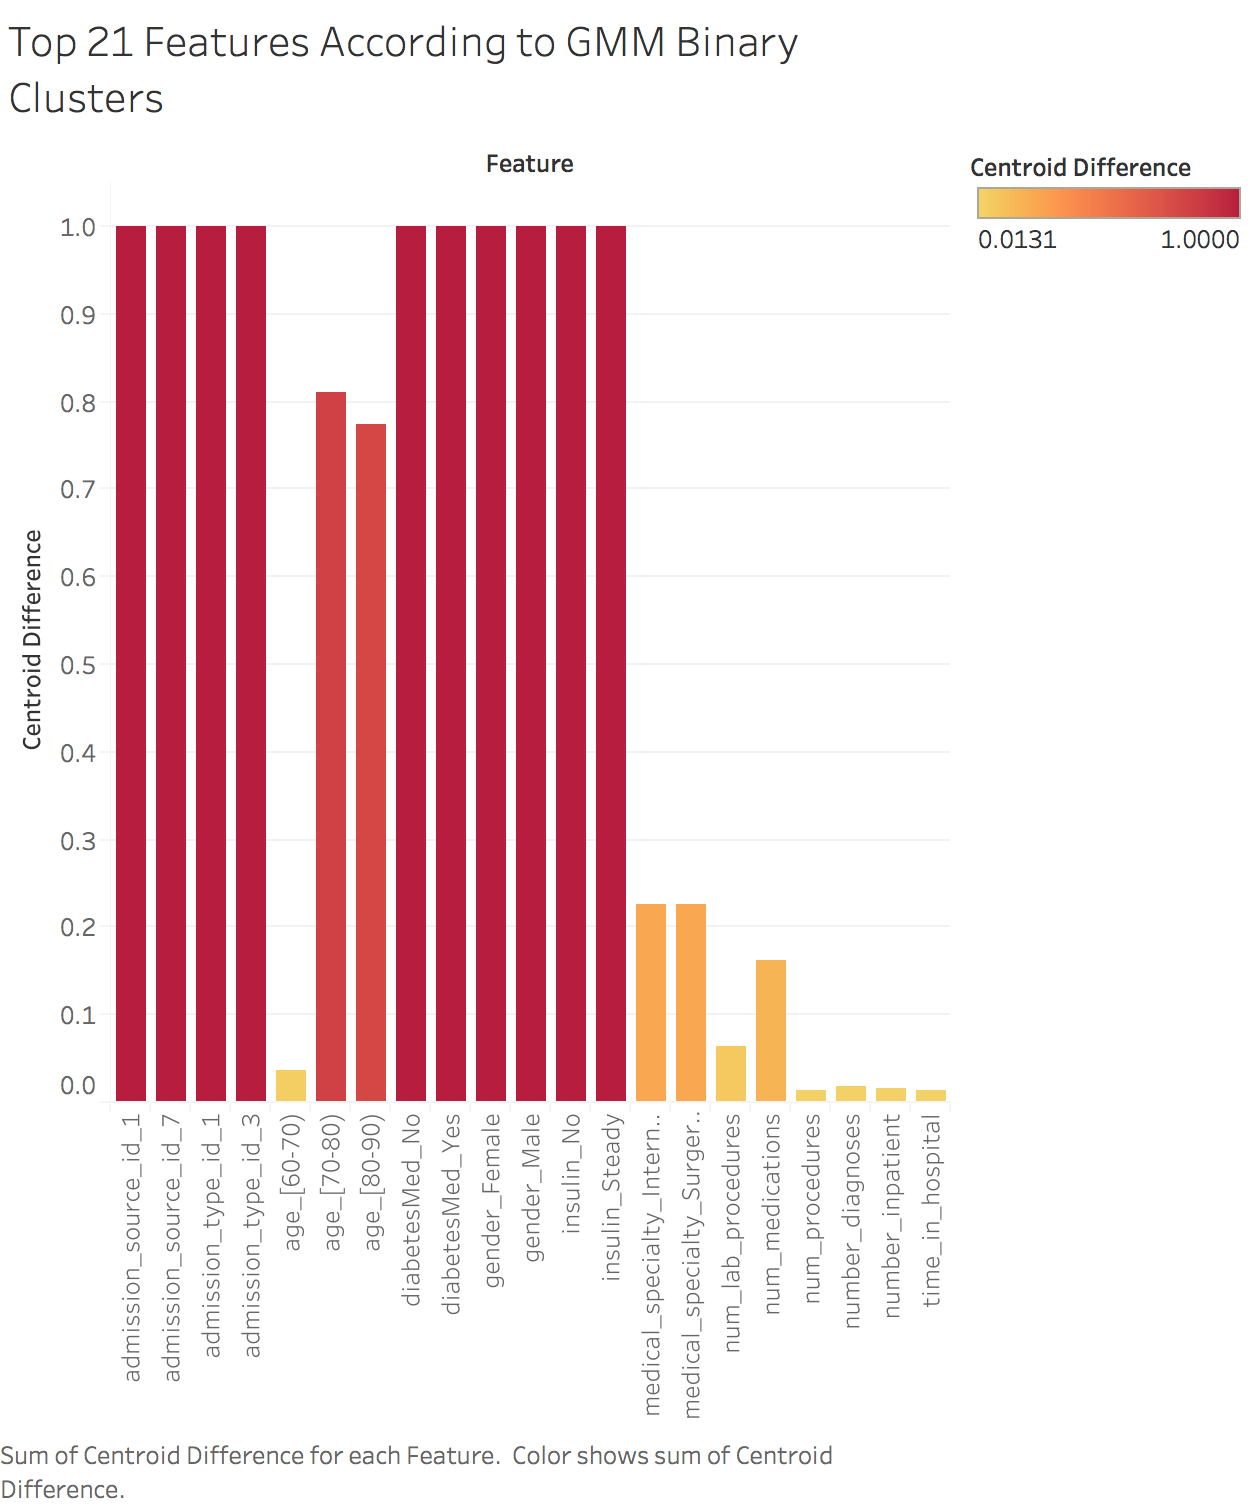 Top 21 Features According to GMM Binary
Clusters
Feature
Centroid Difference
0.0131 1.0000
Centroid Difference
1.0
0.9
0.8
0.7
0.6
0.5
0.4
0.3
0.2
0.1
0.0
admission_source_id_1
admission_source_id_7
admission_type_id_1
admission_type_id_3
age_[60-70)
age_[70-80)
age_[80-90)
diabetesMed_No
diabetesMed_Yes
gender_Female
gender_Male
insulin_No
insulin_Steady
medical_specialty_Intern..
medical_specialty_Surger..
num_lab_procedures
num_medications
num_procedures
number_diagnoses
number_inpatient
time_in_hospital
Sum of Centroid Difference for each Feature.  Color shows sum of Centroid
Difference.